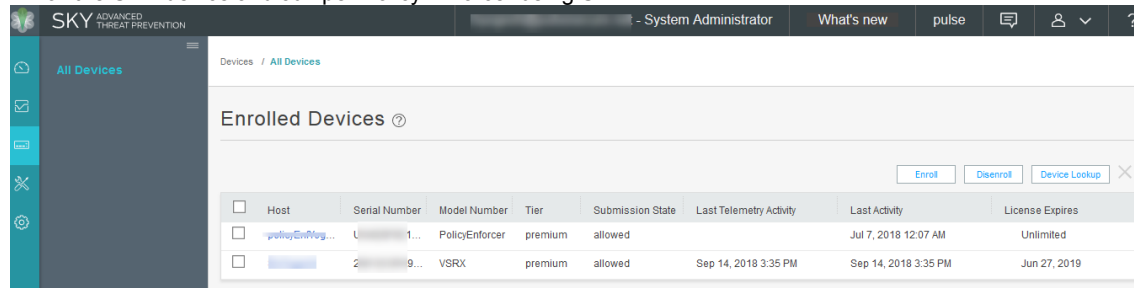 SKY ADVANCED THREAT PREVENTION
- System Administrator What's new pulse
All Devices
Devices / All Devices
Enrolled Devices
Enroll Disenroll Device Lookup
Host Serial Number Model Number Tier Submission State Last Telemetry Activity Last Activity License Expires
1... PolicyEnforcer premium allowed Jul 7, 2018 12:07 AM Unlimited
2 9... VSRX premium allowed Sep 14, 2018 3:35 PM Sep 14, 2018 3:35 PM Jun 27, 2019